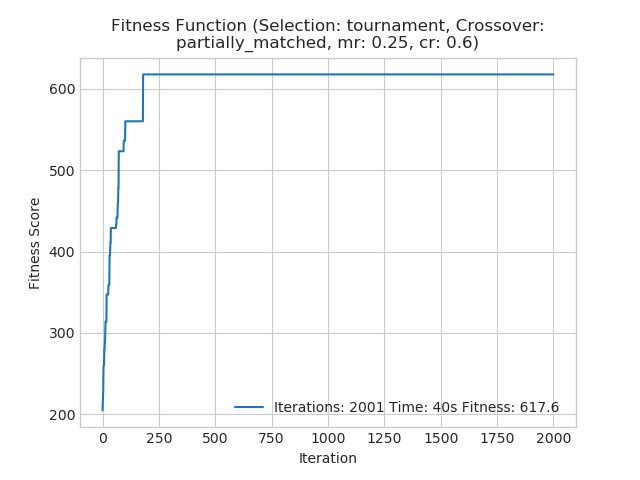 Fitness Function (Selection: tournament, Crossover:
partially_matched, mr: 0.25, cr: 0.6)
600
500
400
300
200
Fitness Score
Iterations: 2001 Time: 40s Fitness: 617.6
0 250 500 750 1000 1250 1500 1750 2000
Iteration